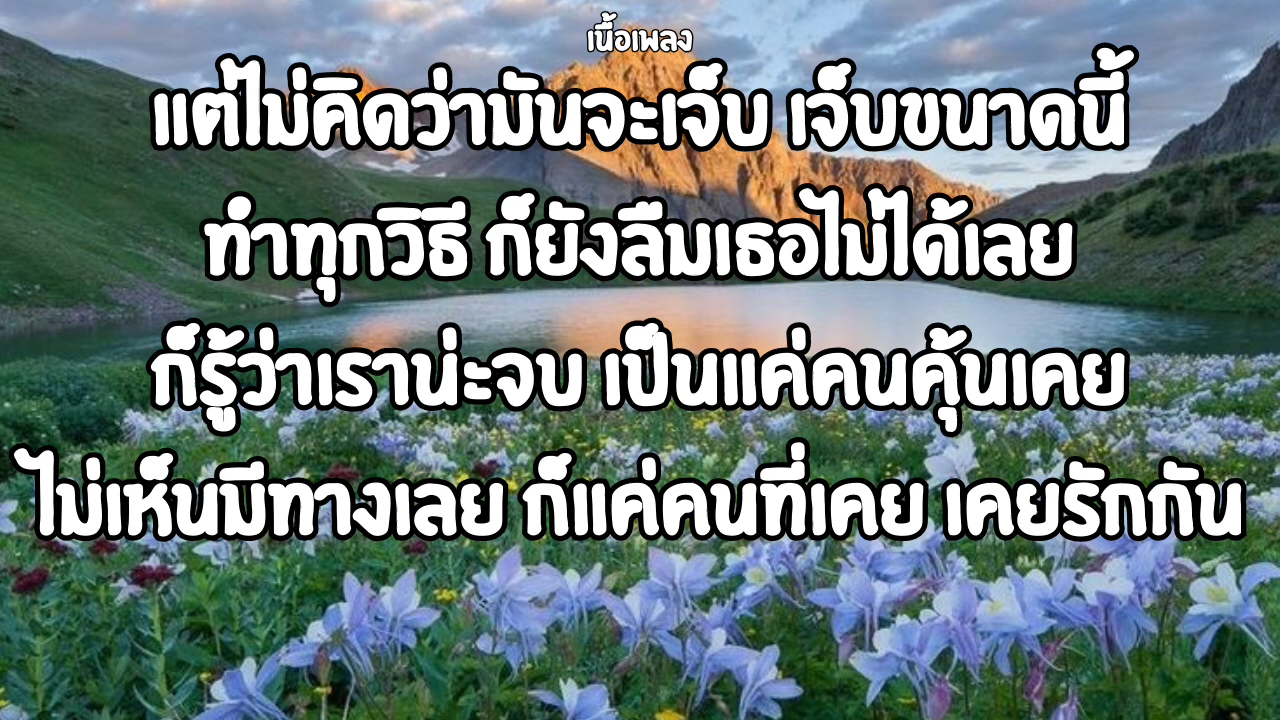 เนื้อเพลง
แต่ไม่คิดว่ามันจะเจ็บ เจ็บขนาดนี้
ทำทุกวิธี ก็ยังลืมเธอไม่ได้เลย
ก็รู้ว่าเราน่ะจบ เป็นแค่คนคุ้นเคย
ไม่เห็นมีทางเลย ก็แค่คนที่เคย เคยรักกัน